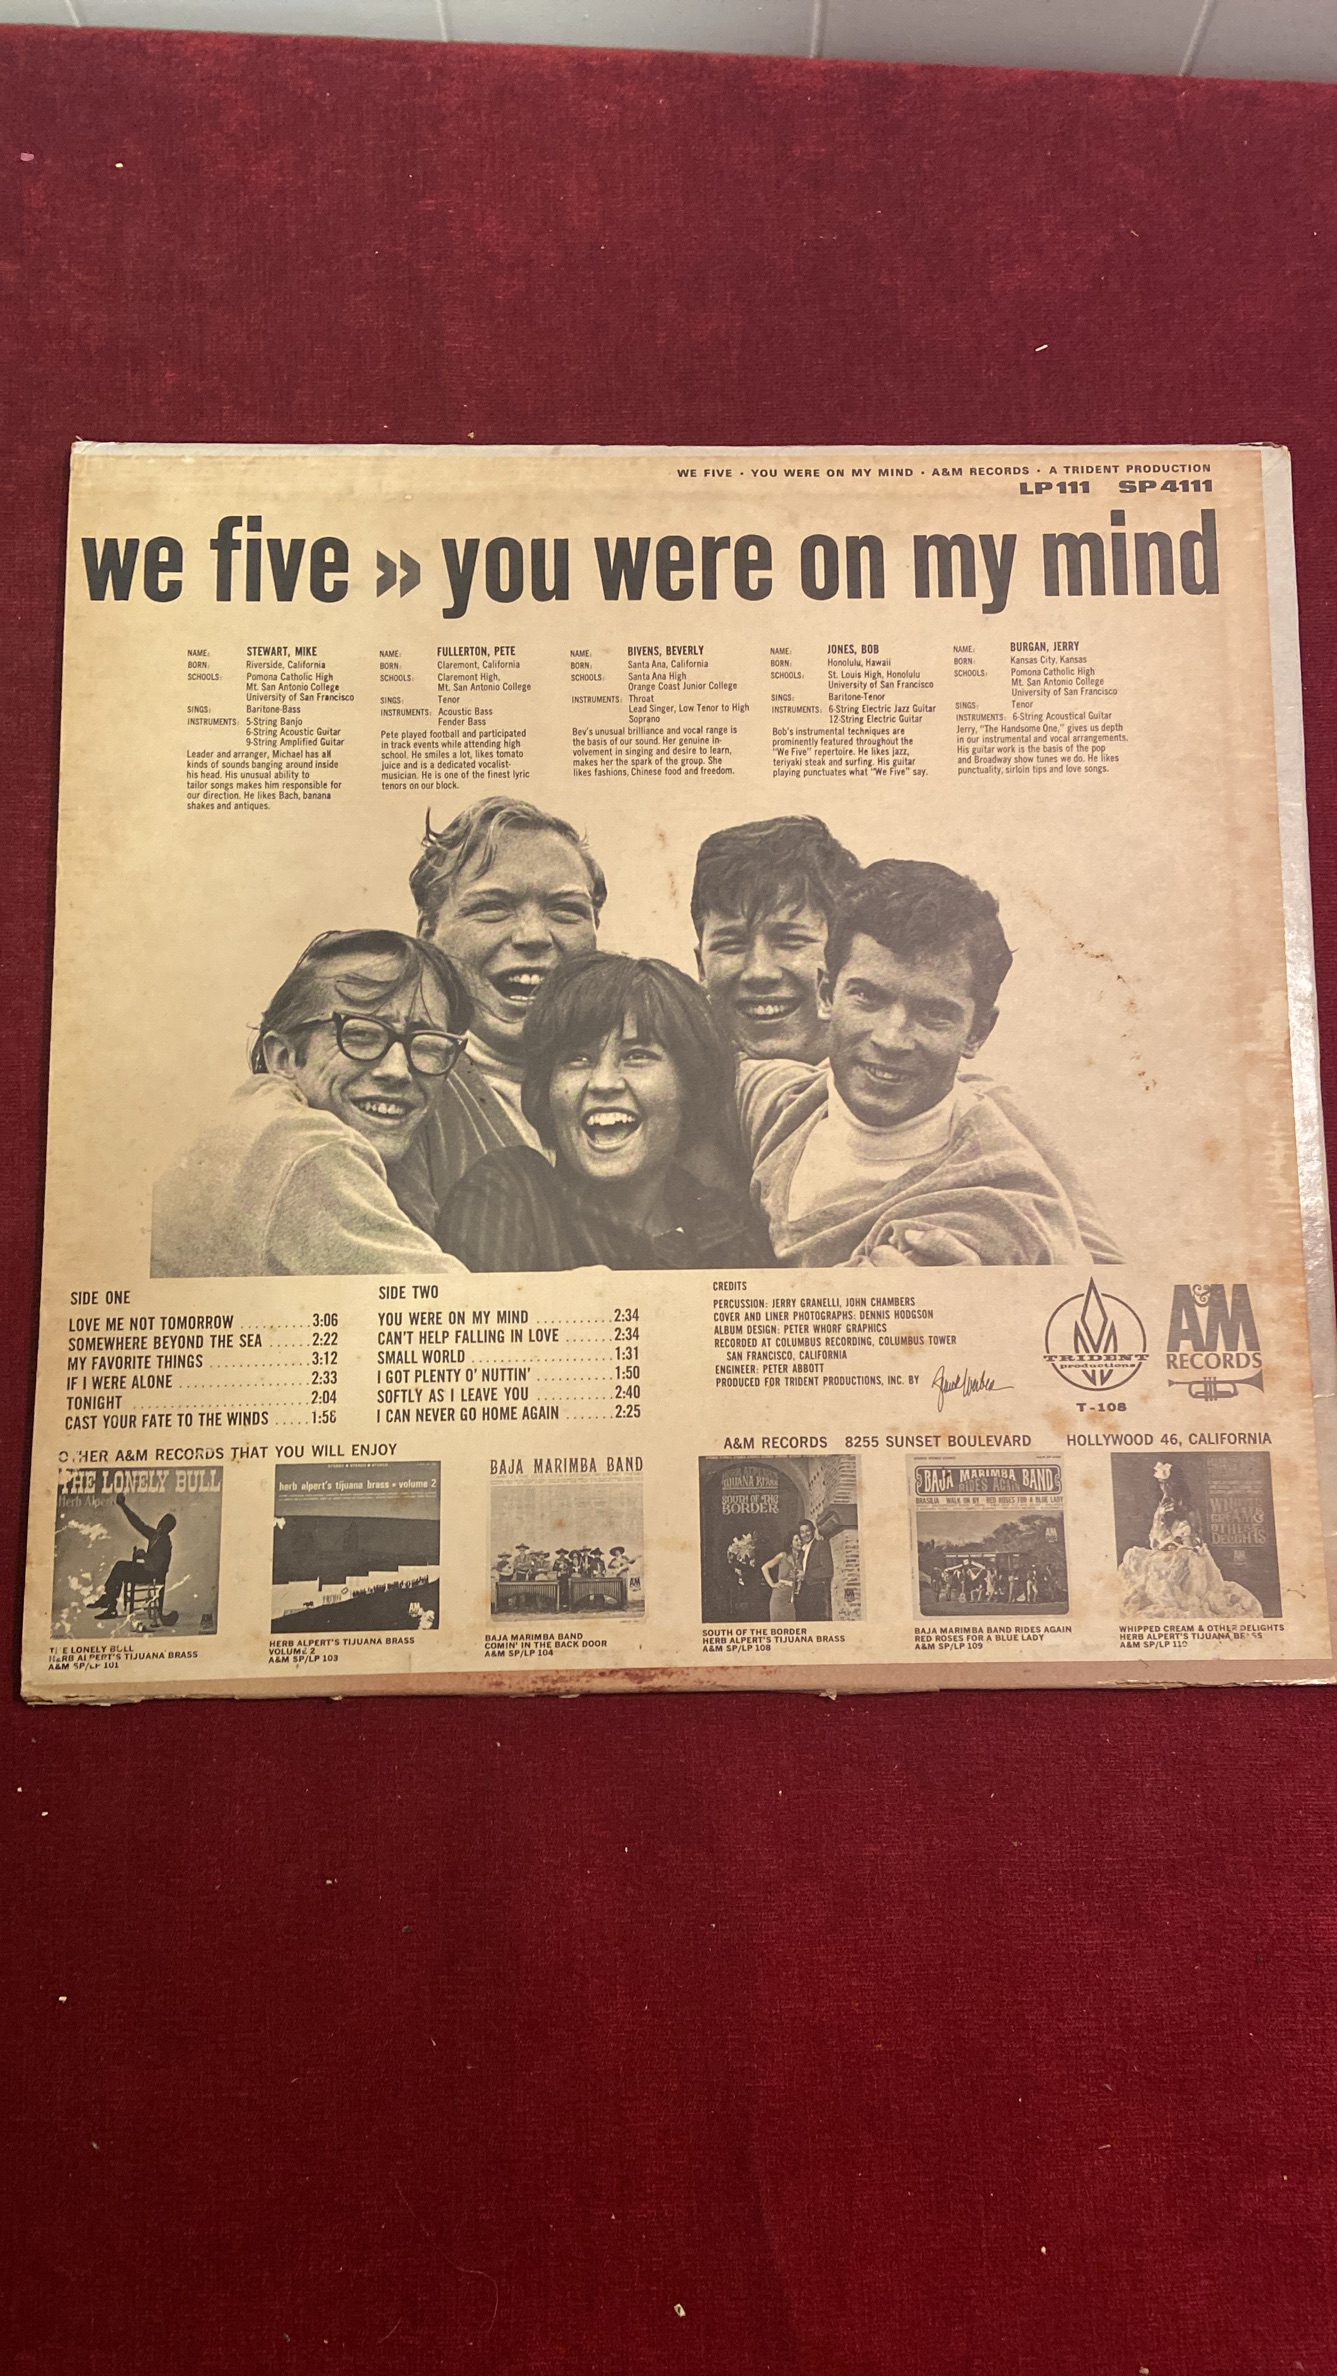 WE FIVE · YOU WERE ON MY MIND · A&M RECORDS · A TRIDENT PRODUCTION
LP 111 SP 4111
we five >> you were on my mind
NAME: STEWART, MIKE
BORN: Riverside, California
SCHOOLS: Pomona Catholic High
Mt. San Antonio College
University of San Francisco
SINGS: Baritone-Bass
INSTRUMENTS: 5-String Banjo
6-String Acoustic Guitar
9-String Amplified Guitar
Leader and arranger, Michael has all
kinds of sounds banging around inside
his head. His unusual ability to
tailor songs makes him responsible for
our direction. He likes Bach, banana
shakes and antiques.
NAME: FULLERTON, PETE
BORN: Claremont, California
SCHOOLS: Claremont High,
Mt. San Antonio College
SINGS: Tenor
INSTRUMENTS: Acoustic Bass
Fender Bass
Pete played football and participated
in track events while attending high
school. He smiles a lot, likes tomato
juice and is a dedicated vocalist-
musician. He is one of the finest lyric
tenors on our block.
NAME: BIVENS, BEVERLY
BORN: Santa Ana, California
SCHOOLS: Santa Ana High
Orange Coast Junior College
INSTRUMENTS: Throat
Lead Singer, Low Tenor to High
Soprano
Bev's unusual brilliance and vocal range is
the basis of our sound. Her genuine in-
volvement in singing and desire to learn,
makes her the spark of the group. She
likes fashions, Chinese food and freedom.
NAME: JONES, BOB
BORN: Honolulu, Hawaii
SCHOOLS: St. Louis High, Honolulu
University of San Francisco
SINGS: Baritone-Tenor
INSTRUMENTS: 6-String Electric Jazz Guitar
12-String Electric Guitar
Bob's instrumental techniques are
prominently featured throughout the
"We Five" repertoire. He likes jazz,
teriyaki steak and surfing. His guitar
playing punctuates what "We Five" say.
NAME: BURGAN, JERRY
BORN: Kansas City, Kansas
SCHOOLS: Pomona Catholic High
Mt. San Antonio College
University of San Francisco
SINGS: Tenor
INSTRUMENTS: 6-String Acoustical Guitar
Jerry, "The Handsome One," gives us depth
in our instrumental and vocal arrangements.
His guitar work is the basis of the pop
and Broadway show tunes we do. He likes
punctuality, sirloin tips and love songs.
SIDE ONE
LOVE ME NOT TOMORROW .......... 3:06
SOMEWHERE BEYOND THE SEA ...... 2:22
MY FAVORITE THINGS ............. 3:12
IF I WERE ALONE ................ 2:33
TONIGHT ........................ 2:04
CAST YOUR FATE TO THE WINDS ..... 1:56
SIDE TWO
YOU WERE ON MY MIND ........... 2:34
CAN'T HELP FALLING IN LOVE ....... 2:34
SMALL WORLD .................... 1:31
I GOT PLENTY O' NUTTIN' ........... 1:50
SOFTLY AS I LEAVE YOU .......... 2:40
I CAN NEVER GO HOME AGAIN ....... 2:25
CREDITS
PERCUSSION: JERRY GRANELLI, JOHN CHAMBERS
COVER AND LINER PHOTOGRAPHS: DENNIS HODGSON
ALBUM DESIGN: PETER WHORF GRAPHICS
RECORDED AT COLUMBUS RECORDING, COLUMBUS TOWER
SAN FRANCISCO, CALIFORNIA
ENGINEER: PETER ABBOTT
PRODUCED FOR TRIDENT PRODUCTIONS, INC. BY
TRIDENT
productions
T-108
A&M
RECORDS
OTHER A&M RECORDS THAT YOU WILL ENJOY
A&M RECORDS 8255 SUNSET BOULEVARD HOLLYWOOD 46, CALIFORNIA
THE LONELY BULL
Herb Alpert
THE LONELY BULL
HERB ALPERT'S TIJUANA BRASS
A&M SP/LP 101
herb alpert's tijuana brass • volume 2
HERB ALPERT'S TIJUANA BRASS
VOLUME 2
A&M SP/LP 103
BAJA MARIMBA BAND
BAJA MARIMBA BAND
COMIN' IN THE BACK DOOR
A&M SP/LP 104
TIJUANA BRASS
SOUTH OF THE
BORDER
SOUTH OF THE BORDER
HERB ALPERT'S TIJUANA BRASS
A&M SP/LP 108
BAJA MARIMBA BAND
RIDES AGAIN
BRASILIA WALK ON BY RED ROSES FOR A BLUE LADY
BAJA MARIMBA BAND RIDES AGAIN
RED ROSES FOR A BLUE LADY
A&M SP/LP 109
WHIPPED
CREAM &
OTHER
DELIGHTS
WHIPPED CREAM & OTHER DELIGHTS
HERB ALPERT'S TIJUANA BRASS
A&M SP/LP 110